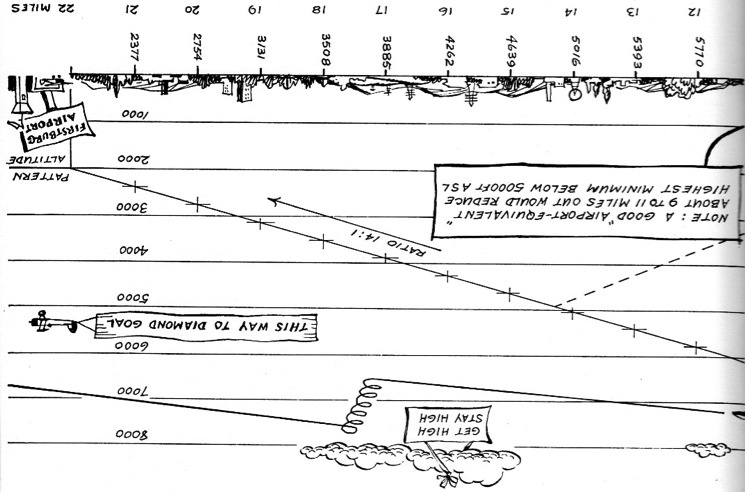 GET HIGH
STAY HIGH
8000
7000
6000
THIS WAY TO DIAMOND GOAL
5000
4000
RATIO 14:1
3000
NOTE: A GOOD "AIRPORT-EQUIVALENT"
ABOUT 9 TO 11 MILES OUT WOULD REDUCE
HIGHEST MINIMUM BELOW 5000FT ASL
PATTERN
ALTITUDE
2000
1000
FIRSTBURG
AIRPORT
5770 5393 5016 4639 4262 3885 3508 3131 2754 2377
12 13 14 15 16 17 18 19 20 21 22 MILES